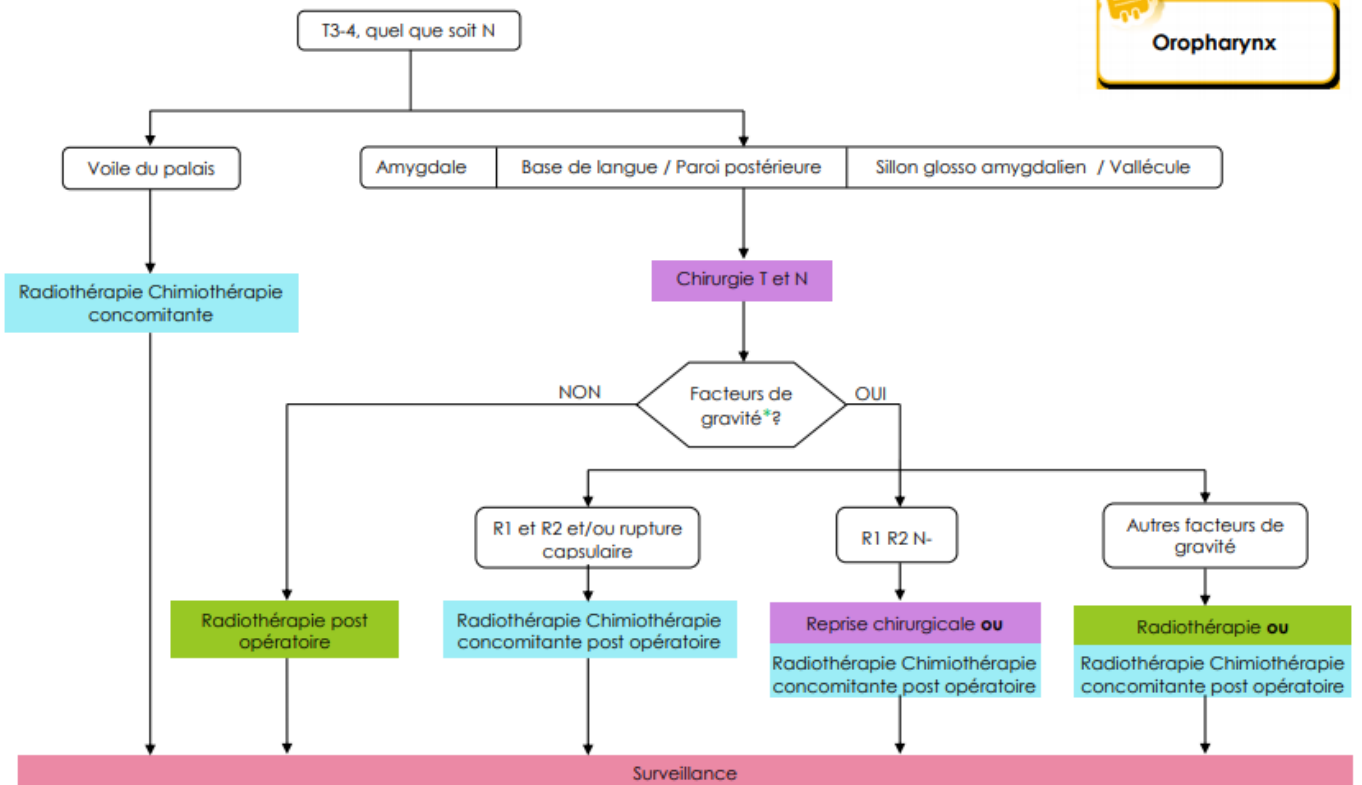 Oropharynx
T3-4, quel que soit N
Voile du palais
Amygdale
Base de langue / Paroi postérieure
Sillon glosso amygdalien / Vallécule
Radiothérapie Chimiothérapie
concomitante
Chirurgie T et N
NON
Facteurs de
gravité*?
OUI
R1 et R2 et/ou rupture
capsulaire
R1 R2 N-
Autres facteurs de
gravité
Radiothérapie post
opératoire
Radiothérapie Chimiothérapie
concomitante post opératoire
Reprise chirurgicale ou
Radiothérapie Chimiothérapie
concomitante post opératoire
Radiothérapie ou
Radiothérapie Chimiothérapie
concomitante post opératoire
Surveillance